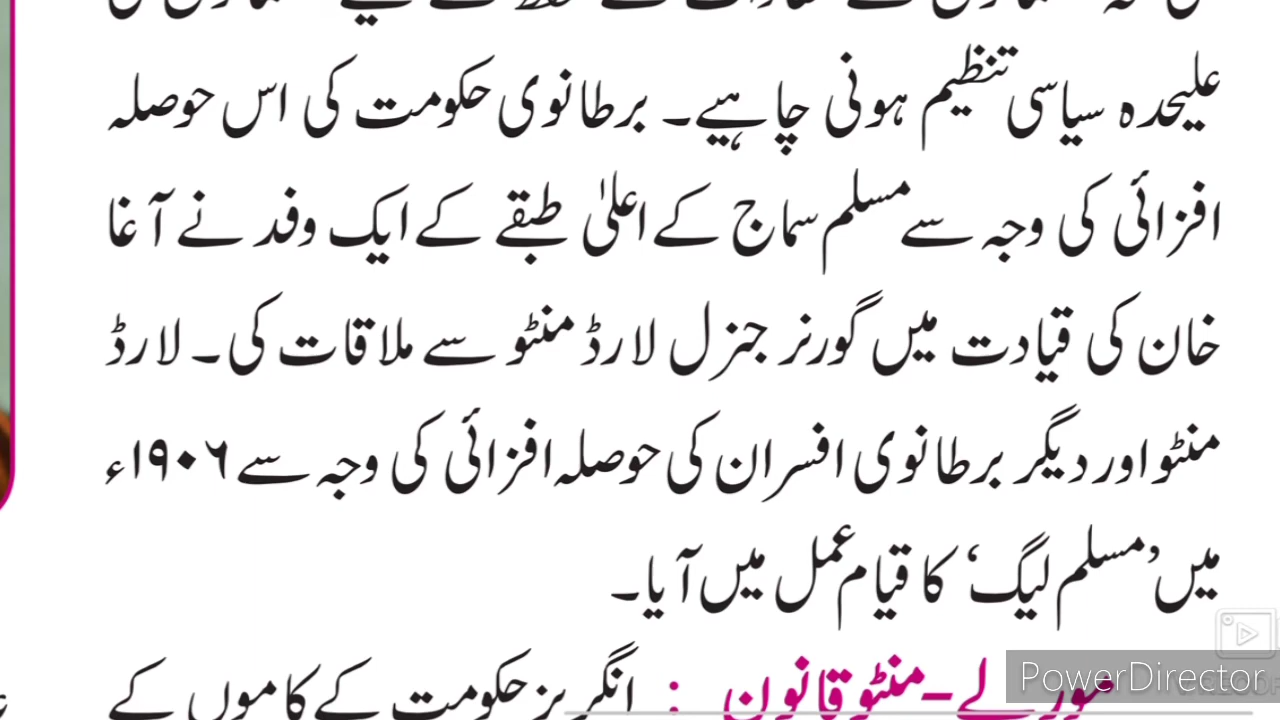 علیحدہ سیاسی تنظیم ہونی چاہیے۔ برطانوی حکومت کی اس حوصلہ
افزائی کی وجہ سے مسلم سماج کے اعلیٰ طبقے کے ایک وفد نے آغا
خان کی قیادت میں گورنر جنرل لارڈ منٹو سے ملاقات کی۔ لارڈ
منٹو اور دیگر برطانوی افسران کی حوصلہ افزائی کی وجہ سے ۱۹۰۶ء
میں ’مسلم لیگ‘ کا قیام عمل میں آیا۔
مورلے-منٹو قانون : انگریز حکومت کے کاموں کے
PowerDirector